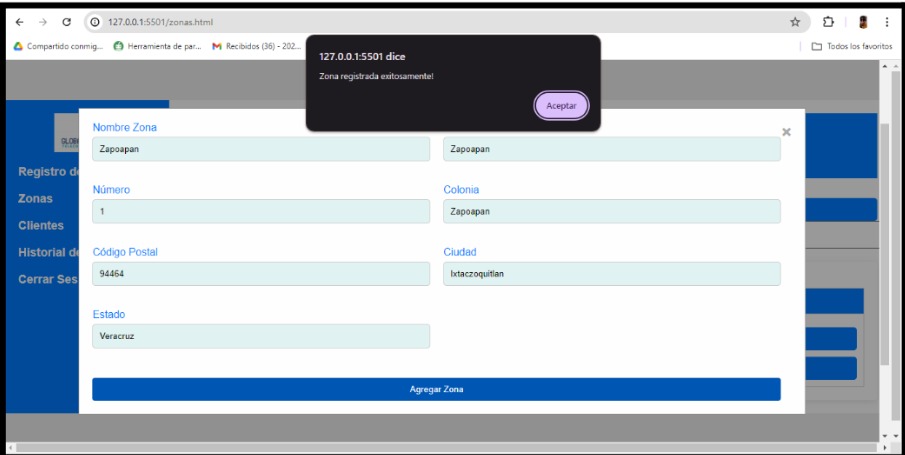 127.0.0.1:5501/zonas.html
Compartido conmig...
Herramienta de par...
Recibidos (36) - 202...
Todos los favoritos
127.0.0.1:5501 dice
Zona registrada exitosamente!
Aceptar
Registro d
Zonas
Clientes
Historial de
Cerrar Ses
Nombre Zona
Zapoapan
Zapoapan
Número
Colonia
1
Zapoapan
Código Postal
Ciudad
94464
Ixtaczoquitlan
Estado
Veracruz
Agregar Zona